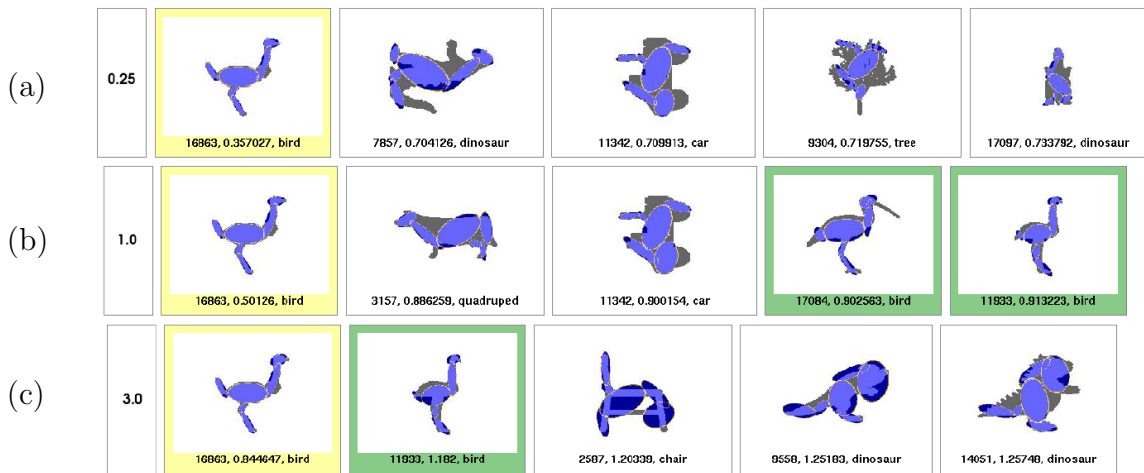 (a)
0.25
16863, 0.357027, bird
7857, 0.704126, dinosaur
11342, 0.709913, car
9304, 0.719755, tree
17097, 0.733792, dinosaur
(b)
1.0
16863, 0.50126, bird
3157, 0.886259, quadruped
11342, 0.900154, car
17084, 0.902563, bird
11933, 0.913223, bird
(c)
3.0
16863, 0.844647, bird
11933, 1.182, bird
2587, 1.20339, chair
9558, 1.25183, dinosaur
14051, 1.25748, dinosaur